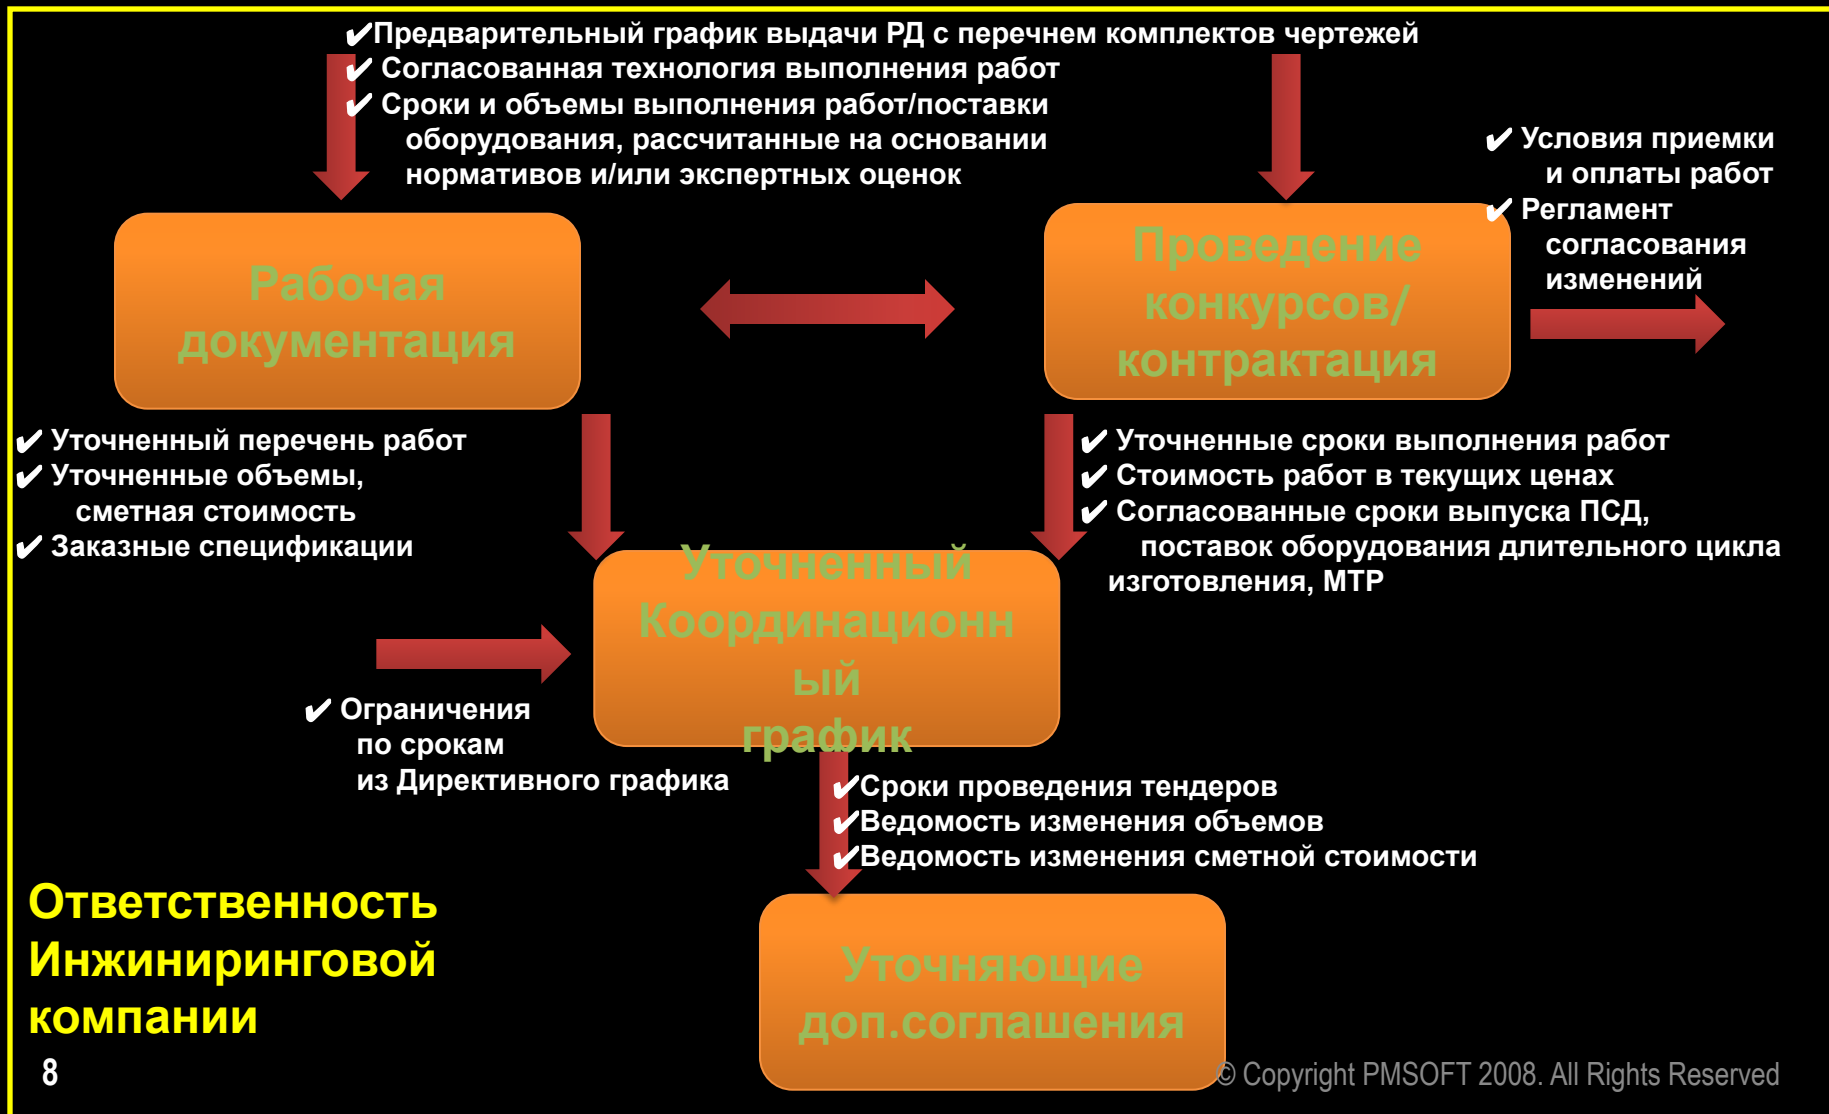 ✔Предварительный график выдачи РД с перечнем комплектов чертежей
✔ Согласованная технология выполнения работ
✔ Сроки и объемы выполнения работ/поставки
оборудования, рассчитанные на основании
нормативов и/или экспертных оценок
✔ Условия приемки
и оплаты работ
✔ Регламент
согласования
изменений
Рабочая
документация
Проведение
конкурсов/
контрактация
✔ Уточненный перечень работ
✔ Уточненные объемы,
сметная стоимость
✔ Заказные спецификации
✔ Уточненные сроки выполнения работ
✔ Стоимость работ в текущих ценах
✔ Согласованные сроки выпуска ПСД,
поставок оборудования длительного цикла
изготовления, МТР
Уточненный
Координационн
ый
график
✔ Ограничения
по срокам
из Директивного графика
✔Сроки проведения тендеров
✔Ведомость изменения объемов
✔Ведомость изменения сметной стоимости
Ответственность
Инжиниринговой
компании
Уточняющие
доп.соглашения
8
© Copyright PMSOFT 2008. All Rights Reserved